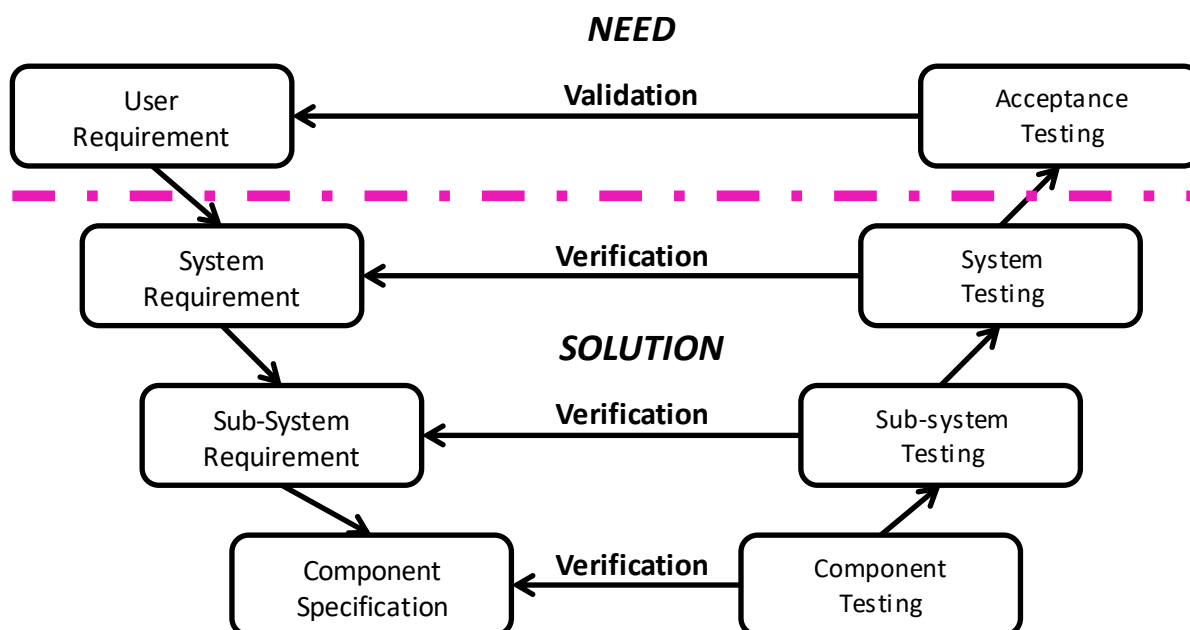 NEED
User
Requirement
Validation
Acceptance
Testing
System
Requirement
Verification
System
Testing
SOLUTION
Sub-System
Requirement
Verification
Sub-system
Testing
Component
Specification
Verification
Component
Testing